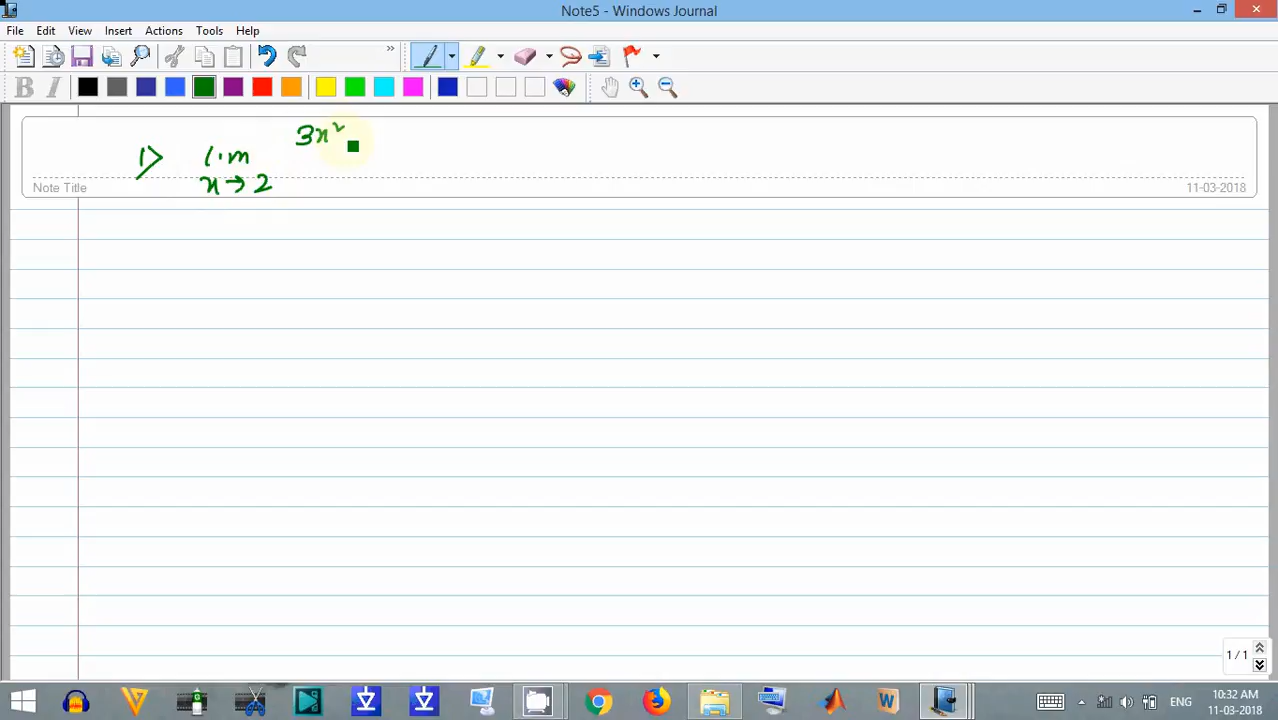 Note5 - Windows Journal
File Edit View Insert Actions Tools Help
B I
1) lim 3x²
x→2
Note Title 11-03-2018
1 / 1
ENG 10:32 AM
11-03-2018